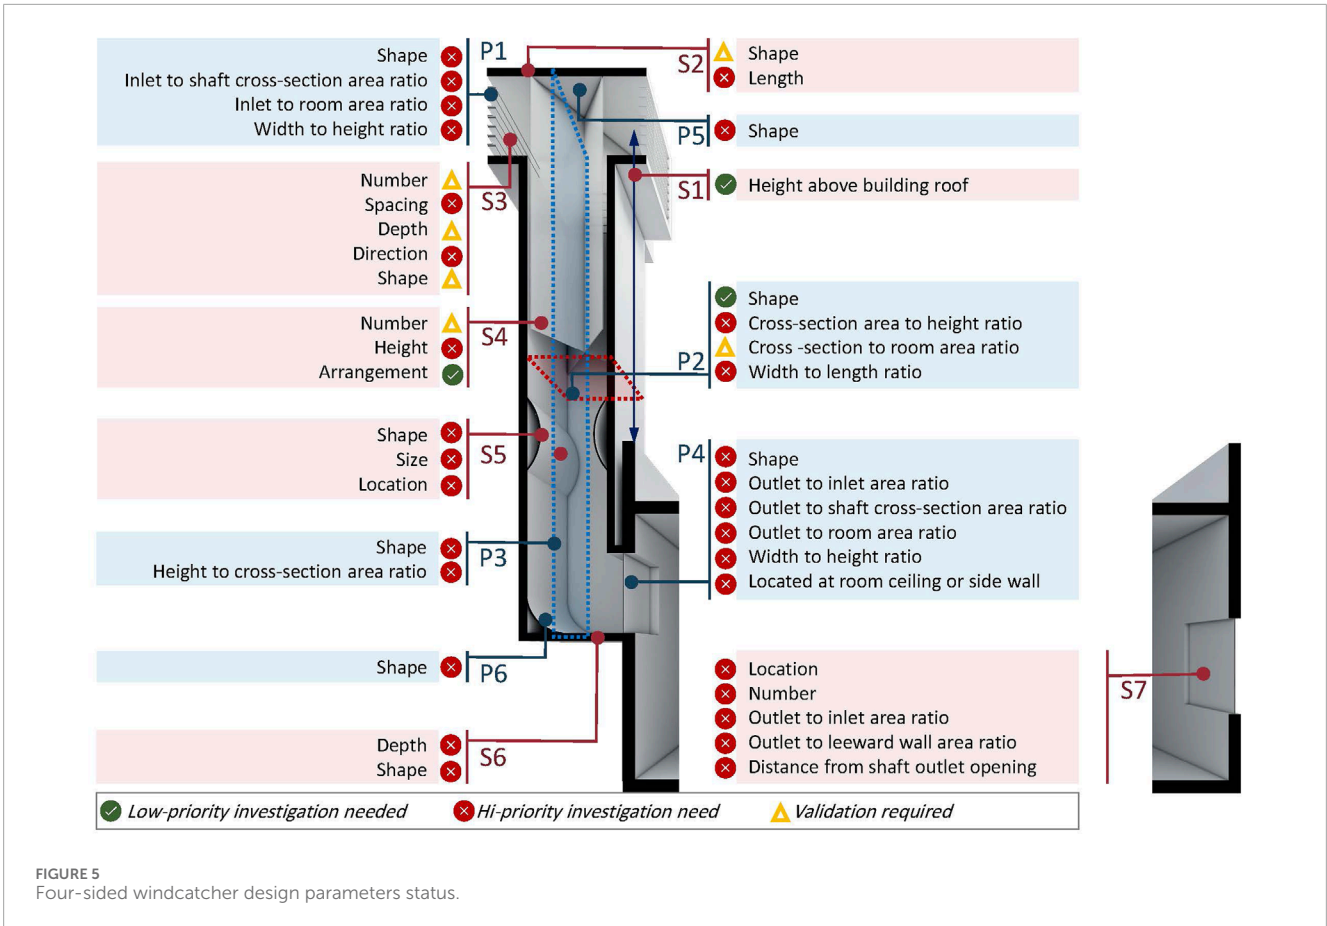 P1
Shape
Inlet to shaft cross-section area ratio
Inlet to room area ratio
Width to height ratio
S2
Shape
Length
P5
Shape
S1
Height above building roof
S3
Number
Spacing
Depth
Direction
Shape
S4
Number
Height
Arrangement
P2
Shape
Cross-section area to height ratio
Cross -section to room area ratio
Width to length ratio
S5
Shape
Size
Location
P4
Shape
Outlet to inlet area ratio
Outlet to shaft cross-section area ratio
Outlet to room area ratio
Width to height ratio
Located at room ceiling or side wall
P3
Shape
Height to cross-section area ratio
P6
Shape
S7
Location
Number
Outlet to inlet area ratio
Outlet to leeward wall area ratio
Distance from shaft outlet opening
S6
Depth
Shape
Low-priority investigation needed Hi-priority investigation need Validation required
FIGURE 5
Four-sided windcatcher design parameters status.